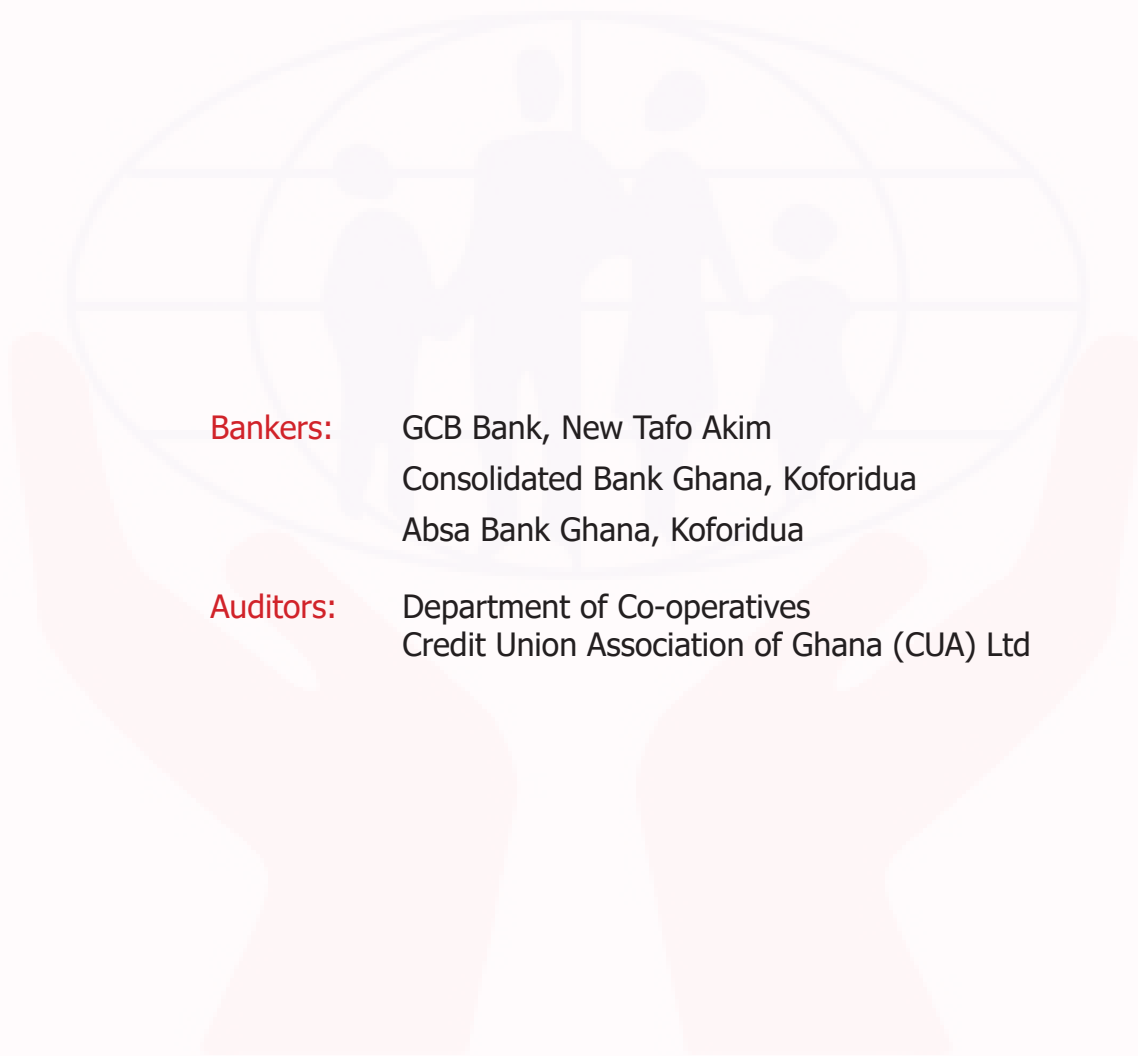 Bankers: GCB Bank, New Tafo Akim
Consolidated Bank Ghana, Koforidua
Absa Bank Ghana, Koforidua
Auditors: Department of Co-operatives
Credit Union Association of Ghana (CUA) Ltd